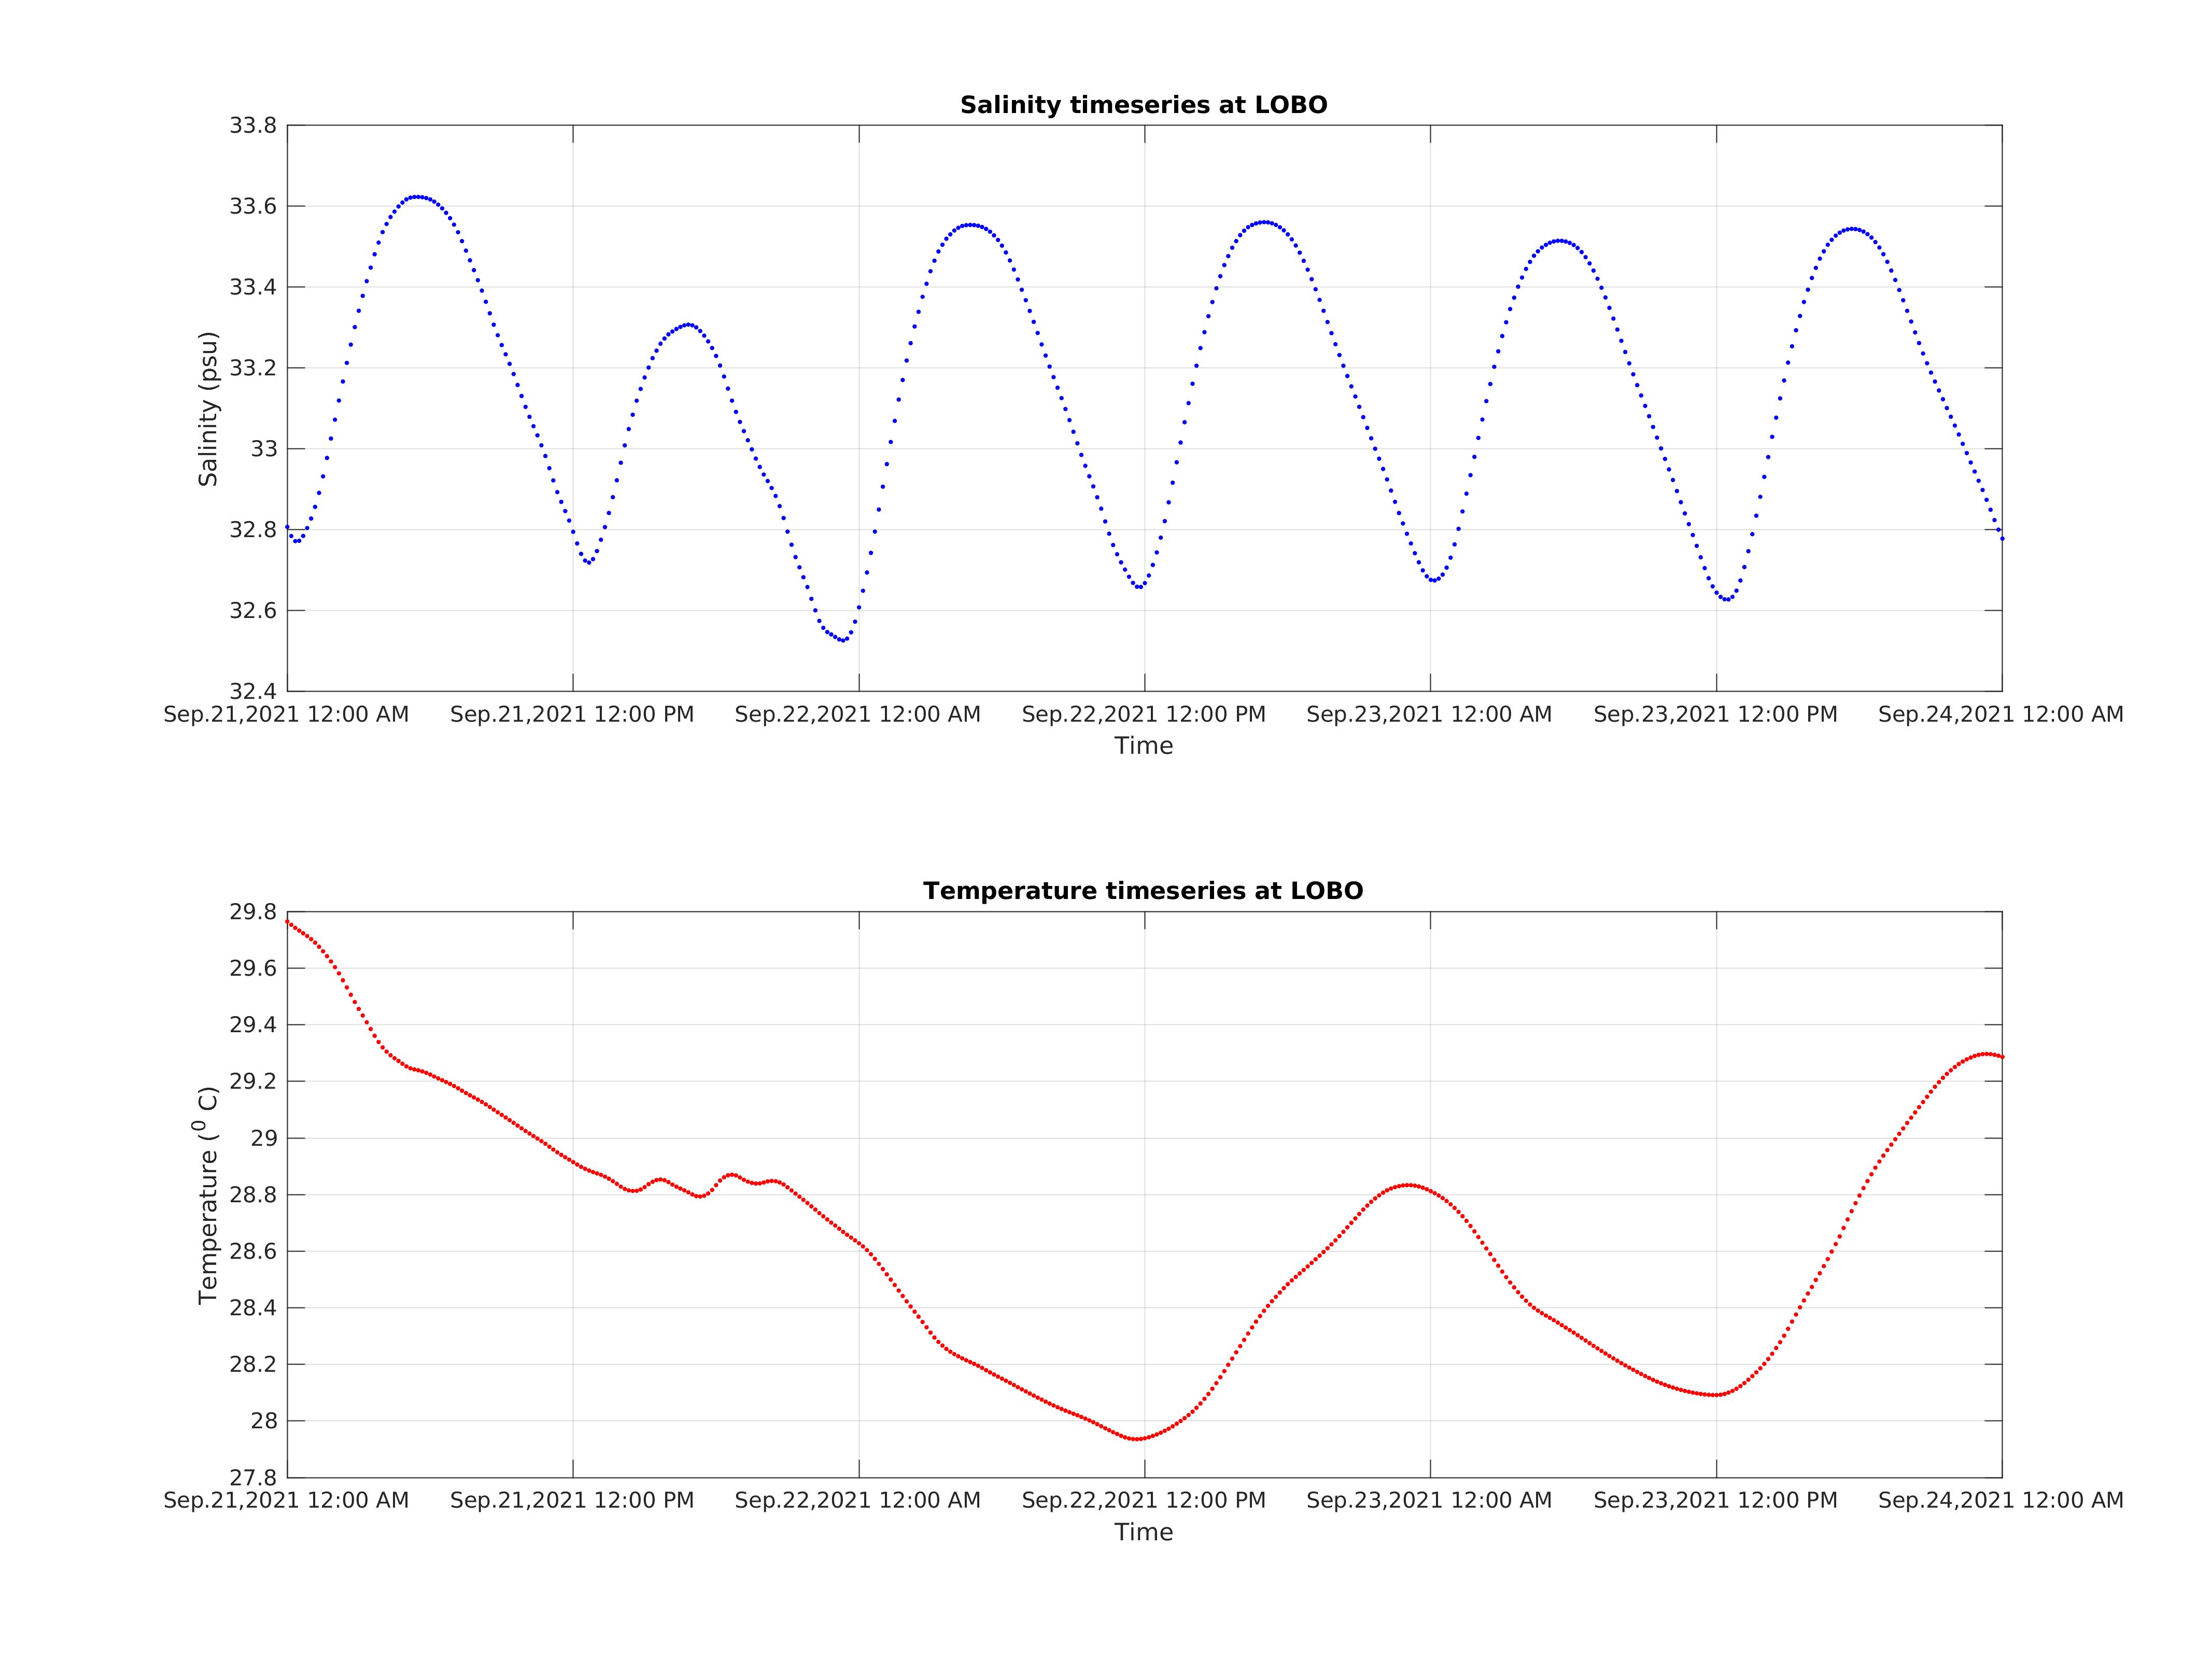 Salinity timeseries at LOBO
33.8
33.6
33.4
33.2
33
32.8
32.6
32.4
Salinity (psu)
Sep.21,2021 12:00 AM Sep.21,2021 12:00 PM Sep.22,2021 12:00 AM Sep.22,2021 12:00 PM Sep.23,2021 12:00 AM Sep.23,2021 12:00 PM Sep.24,2021 12:00 AM
Time
Temperature timeseries at LOBO
29.8
29.6
29.4
29.2
29
28.8
28.6
28.4
28.2
28
27.8
Temperature (⁰ C)
Sep.21,2021 12:00 AM Sep.21,2021 12:00 PM Sep.22,2021 12:00 AM Sep.22,2021 12:00 PM Sep.23,2021 12:00 AM Sep.23,2021 12:00 PM Sep.24,2021 12:00 AM
Time